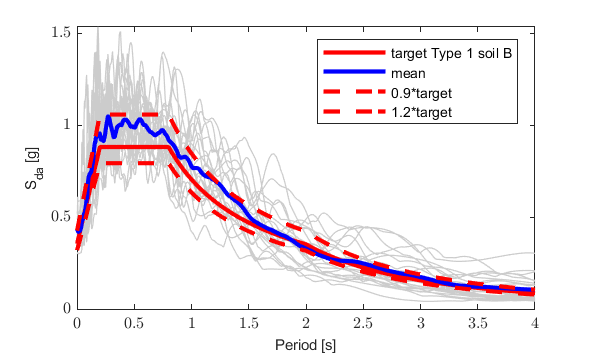 1.5
1
0.5
0
S_da [g]
target Type 1 soil B
mean
0.9*target
1.2*target
0 0.5 1 1.5 2 2.5 3 3.5 4
Period [s]